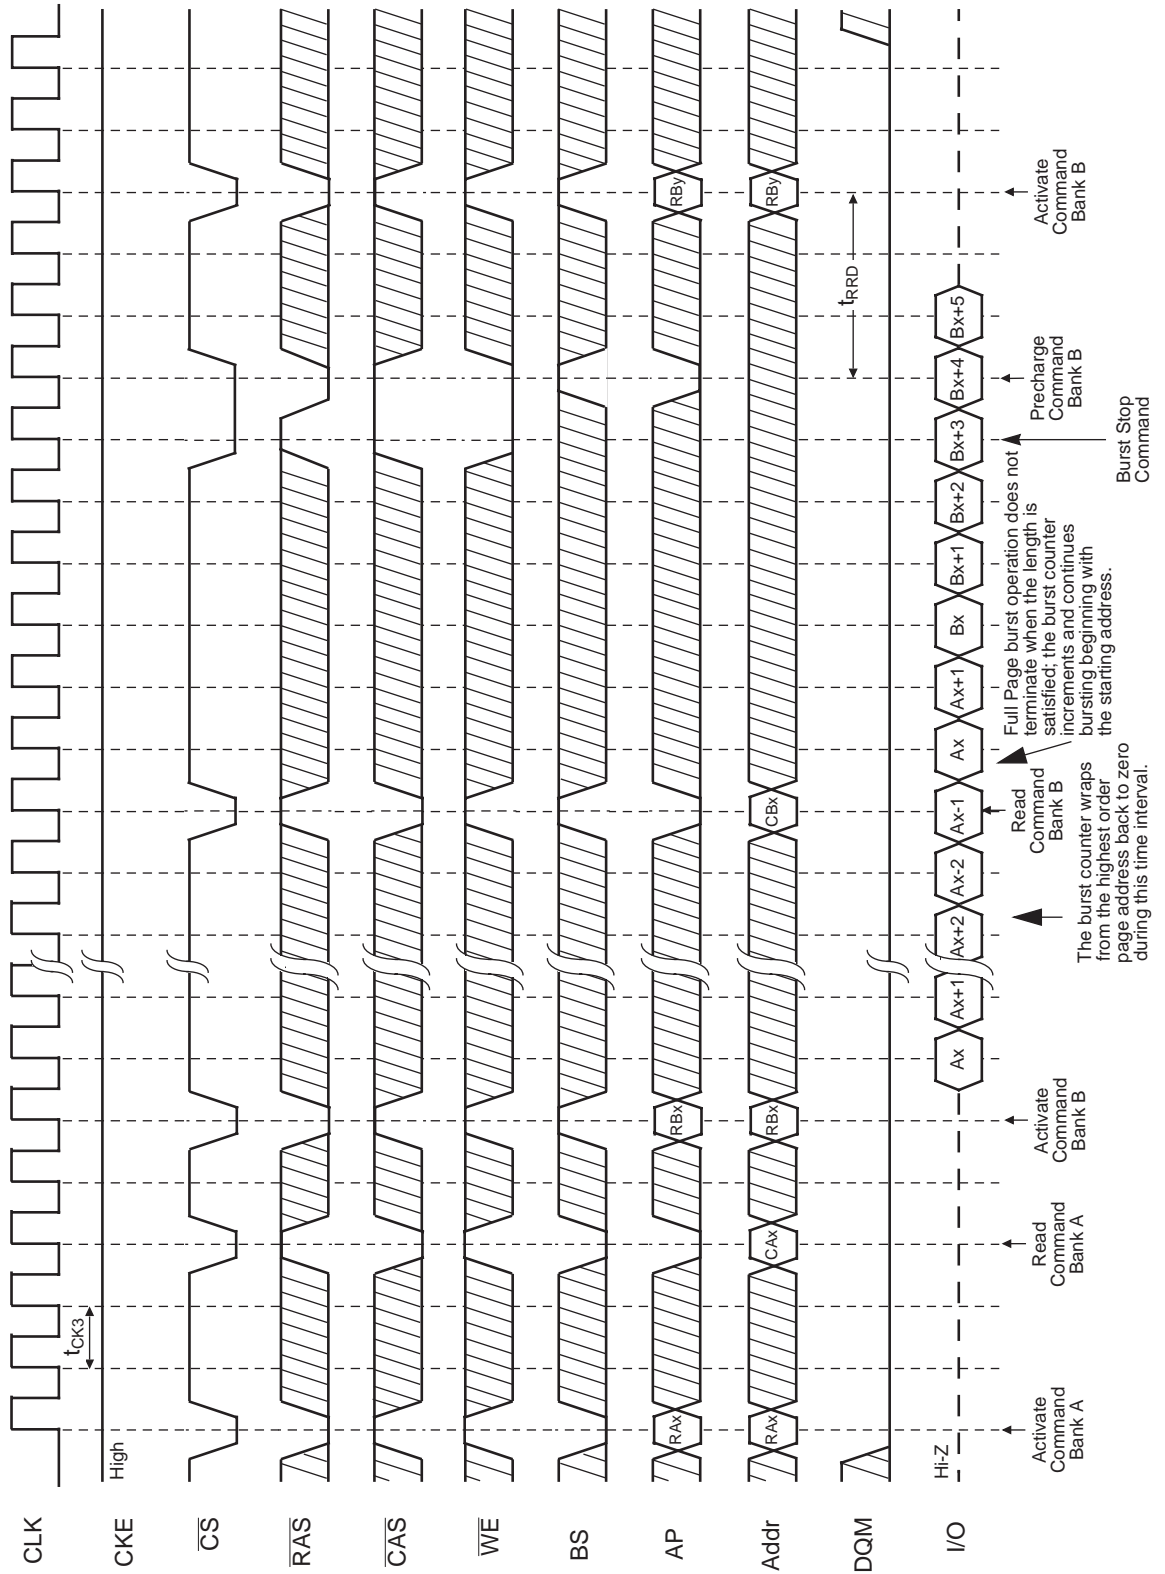 CLK
CKE
High
CS
RAS
CAS
WE
BS
AP
Addr
DQM
I/O
Hi-Z
tCK3
RAx
RBx
RBy
RAx
CAx
RBx
CBx
RBy
tRRD
Ax
Ax+1
Ax+2
Ax-2
Ax-1
Ax
Ax+1
Bx
Bx+1
Bx+2
Bx+3
Bx+4
Bx+5
Activate
Command
Bank A
Read
Command
Bank A
Activate
Command
Bank B
The burst counter wraps
from the highest order
page address back to zero
during this time interval.
Read
Command
Bank B
Full Page burst operation does not
terminate when the length is
satisfied; the burst counter
increments and continues
bursting beginning with
the starting address.
Burst Stop
Command
Precharge
Command
Bank B
Activate
Command
Bank B